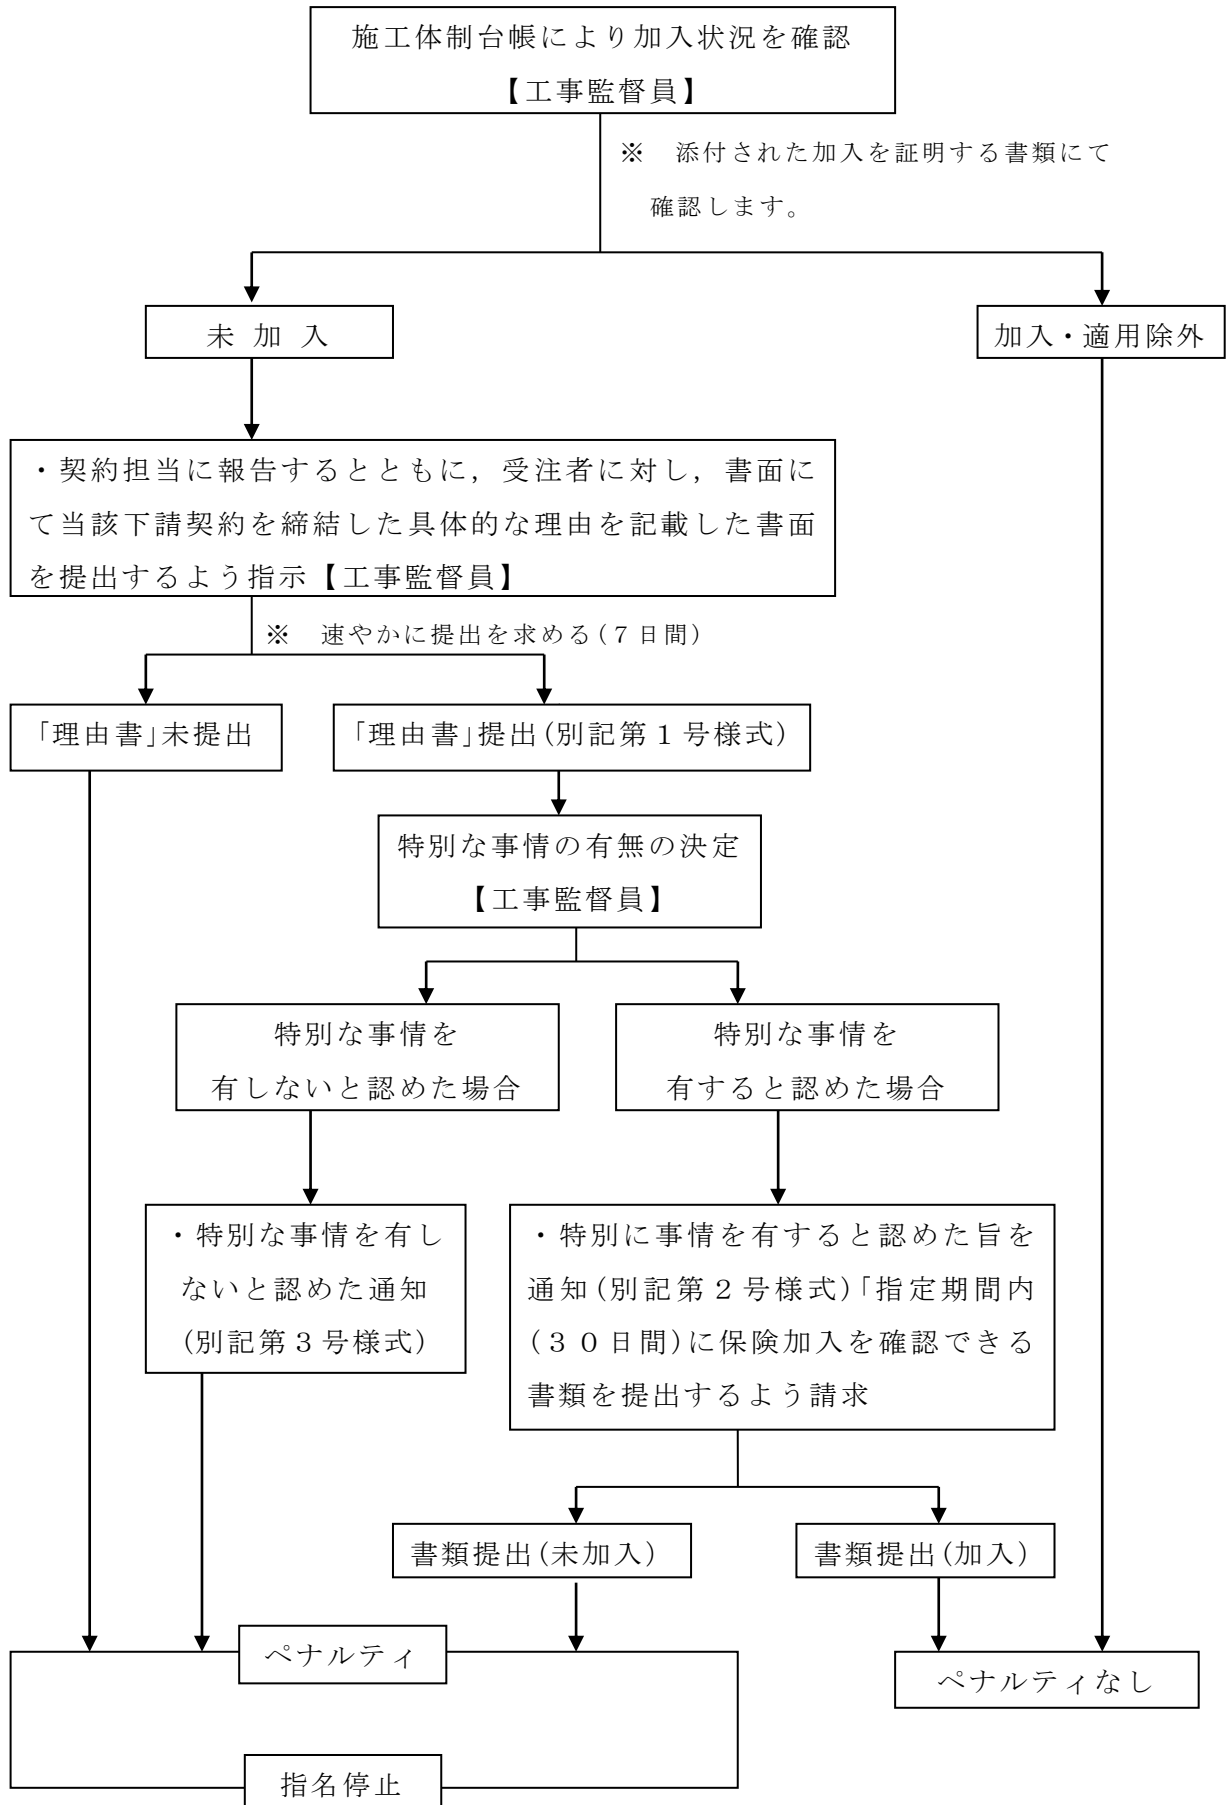 施工体制台帳により加入状況を確認
【工事監督員】
※　添付された加入を証明する書類にて
確認します。
未 加 入
加入・適用除外
・契約担当に報告するとともに，受注者に対し，書面に
て当該下請契約を締結した具体的な理由を記載した書面
を提出するよう指示【工事監督員】
※　速やかに提出を求める(７日間)
「理由書」未提出
「理由書」提出(別記第１号様式)
特別な事情の有無の決定
【工事監督員】
特別な事情を
有しないと認めた場合
特別な事情を
有すると認めた場合
・特別な事情を有し
ないと認めた通知
(別記第３号様式)
・特別に事情を有すると認めた旨を
通知(別記第２号様式)「指定期間内
(３０日間)に保険加入を確認できる
書類を提出するよう請求
書類提出(未加入)
書類提出(加入)
ペナルティ
ペナルティなし
指名停止